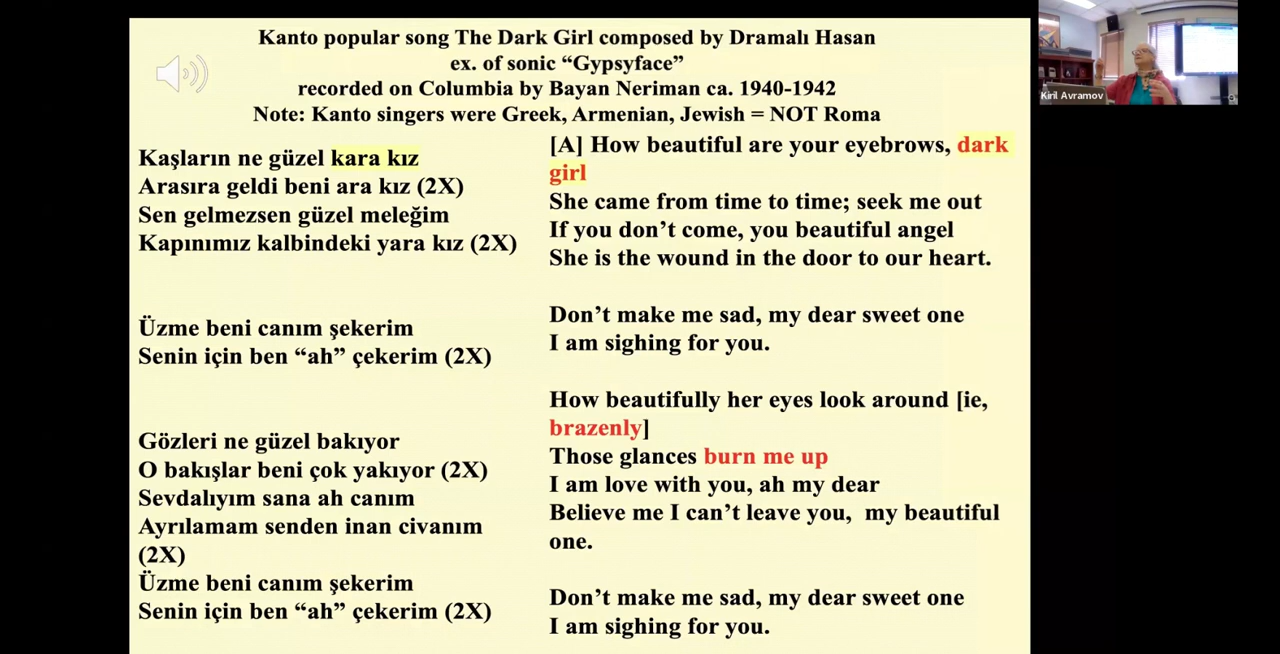 Kanto popular song The Dark Girl composed by Dramalı Hasan
ex. of sonic “Gypsyface”
recorded on Columbia by Bayan Neriman ca. 1940-1942
Note: Kanto singers were Greek, Armenian, Jewish = NOT Roma
Kaşların ne güzel kara kız
Arasıra geldi beni ara kız (2X)
Sen gelmezsen güzel meleğim
Kapınımız kalbindeki yara kız (2X)
Üzme beni canım şekerim
Senin için ben “ah” çekerim (2X)
Gözleri ne güzel bakıyor
O bakışlar beni çok yakıyor (2X)
Sevdalıyım sana ah canım
Ayrılamam senden inan civanım
(2X)
Üzme beni canım şekerim
Senin için ben “ah” çekerim (2X)
[A] How beautiful are your eyebrows, dark
girl
She came from time to time; seek me out
If you don’t come, you beautiful angel
She is the wound in the door to our heart.
Don’t make me sad, my dear sweet one
I am sighing for you.
How beautifully her eyes look around [ie,
brazenly]
Those glances burn me up
I am love with you, ah my dear
Believe me I can’t leave you, my beautiful
one.
Don’t make me sad, my dear sweet one
I am sighing for you.
Kiril Avramov